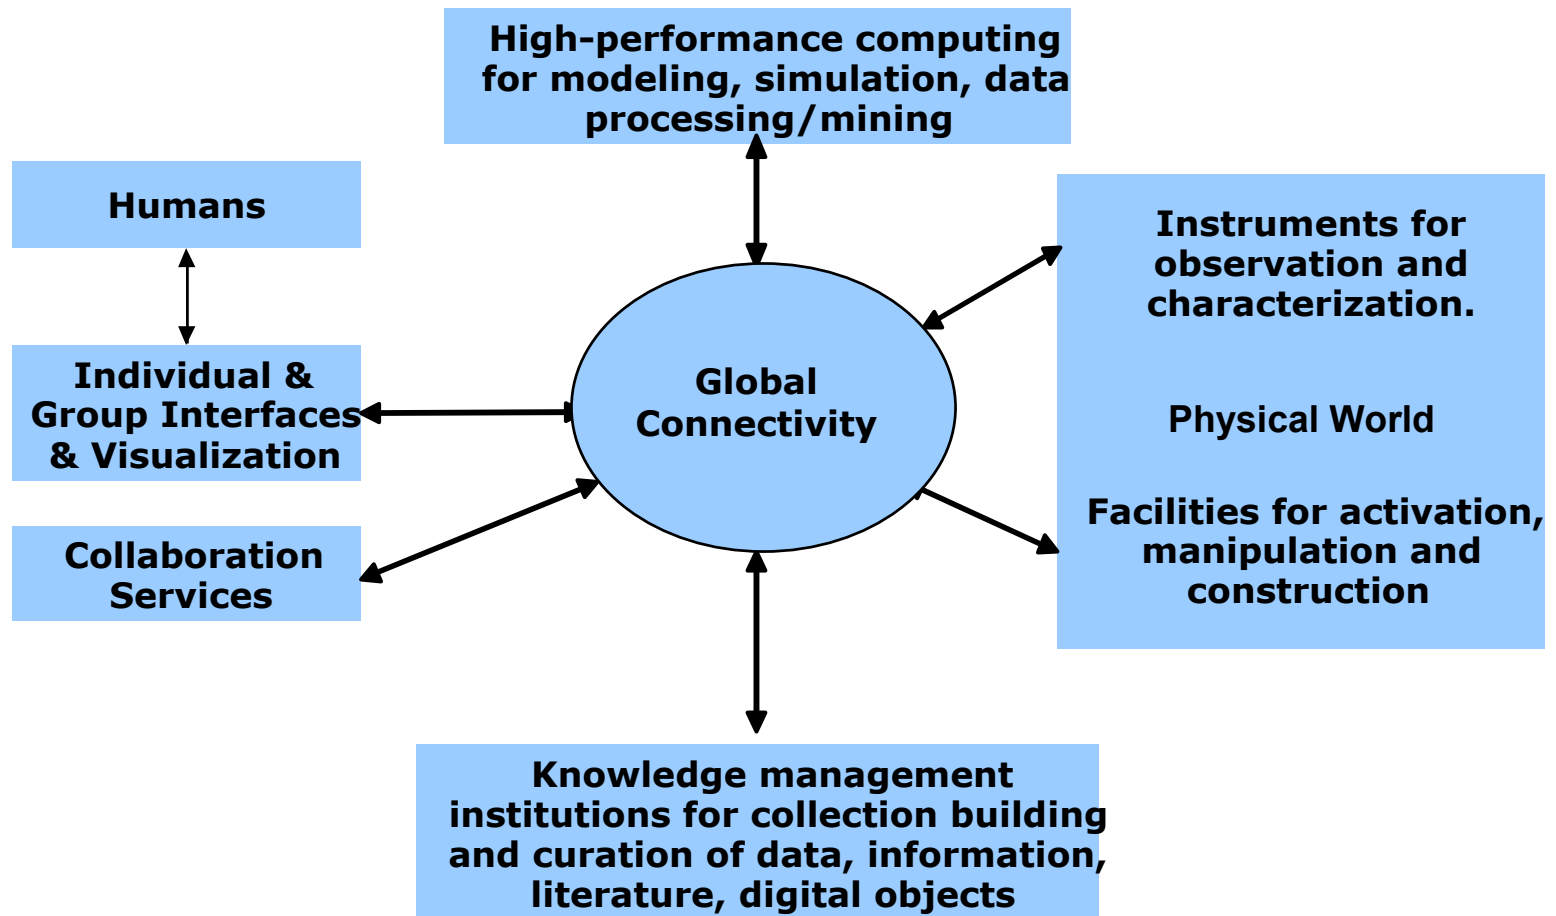 High-performance computing
for modeling, simulation, data
processing/mining
Humans
Individual &
Group Interfaces
& Visualization
Collaboration
Services
Global
Connectivity
Instruments for
observation and
characterization.
Physical World
Facilities for activation,
manipulation and
construction
Knowledge management
institutions for collection building
and curation of data, information,
literature, digital objects